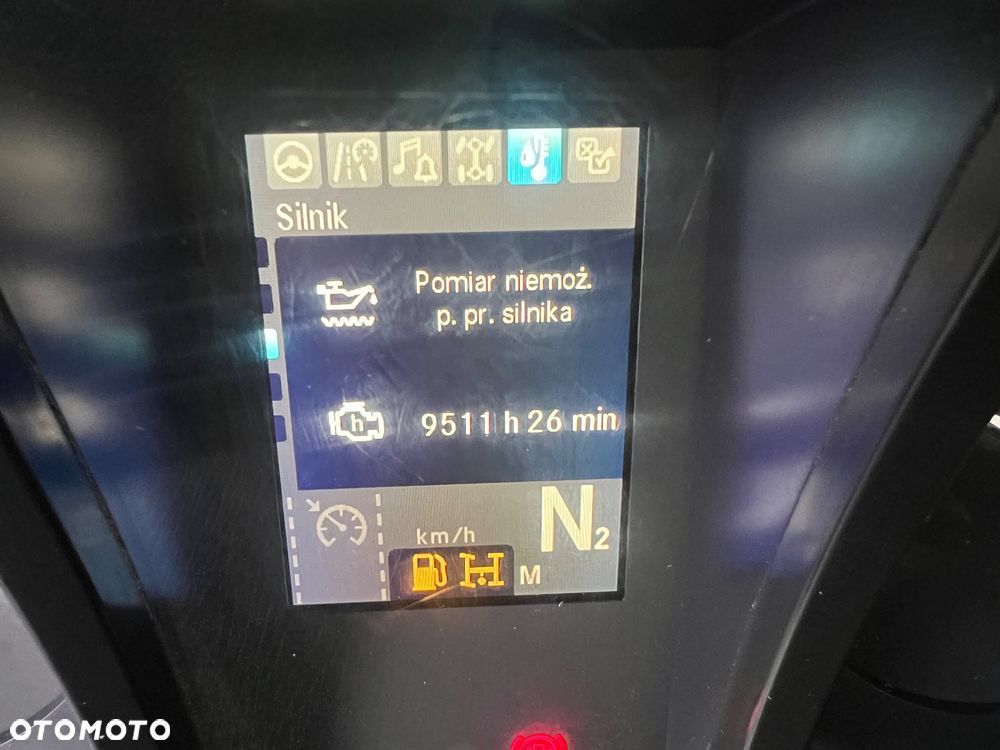 Silnik
Pomiar niemoż.
p. pr. silnika
h
9511 h 26 min
km/h
N2
M
OTOMOTO